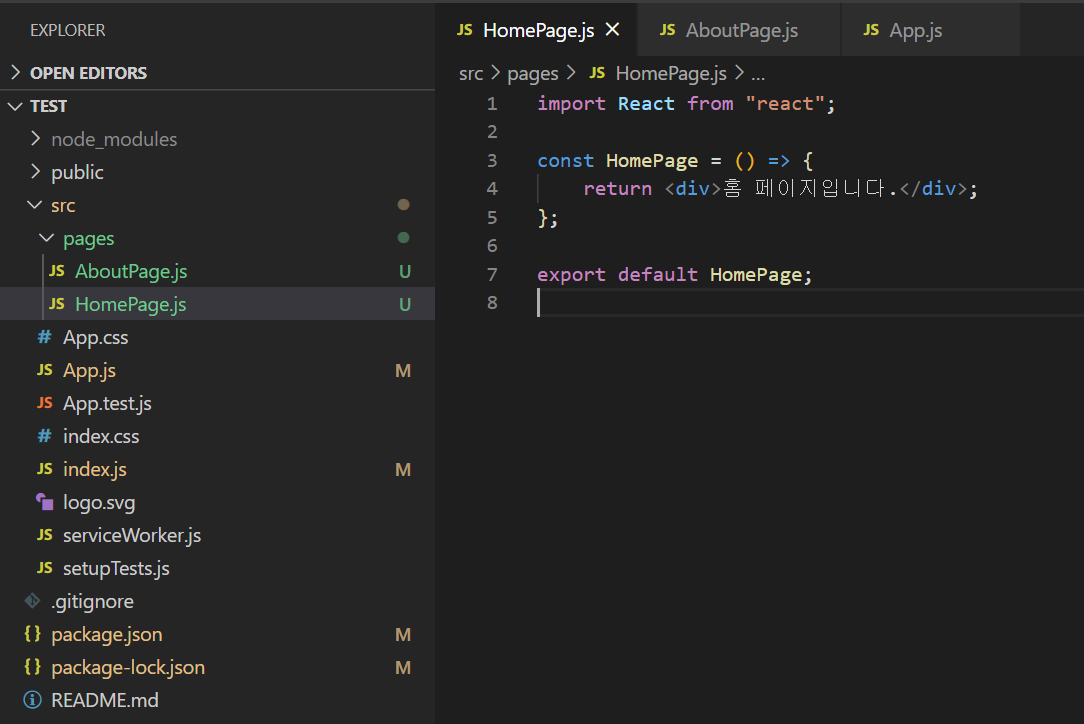 EXPLORER
OPEN EDITORS
TEST
node_modules
public
src
pages
JS AboutPage.js U
JS HomePage.js U
# App.css
JS App.js M
JS App.test.js
# index.css
JS index.js M
logo.svg
JS serviceWorker.js
JS setupTests.js
.gitignore
{} package.json M
{} package-lock.json M
README.md
JS HomePage.js × JS AboutPage.js JS App.js
src > pages > JS HomePage.js > ...
1 import React from "react";
2
3 const HomePage = () => {
4 return <div>홈 페이지입니다.</div>;
5 };
6
7 export default HomePage;
8